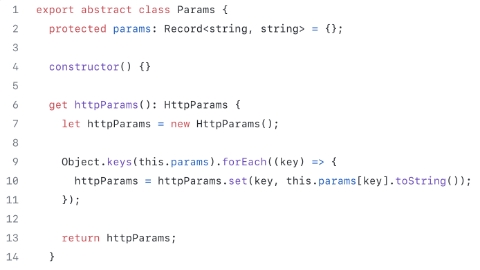 1 export abstract class Params {
2   protected params: Record<string, string> = {};
3
4   constructor() {}
5
6   get httpParams(): HttpParams {
7     let httpParams = new HttpParams();
8
9     Object.keys(this.params).forEach((key) => {
10       httpParams = httpParams.set(key, this.params[key].toString());
11     });
12
13     return httpParams;
14   }